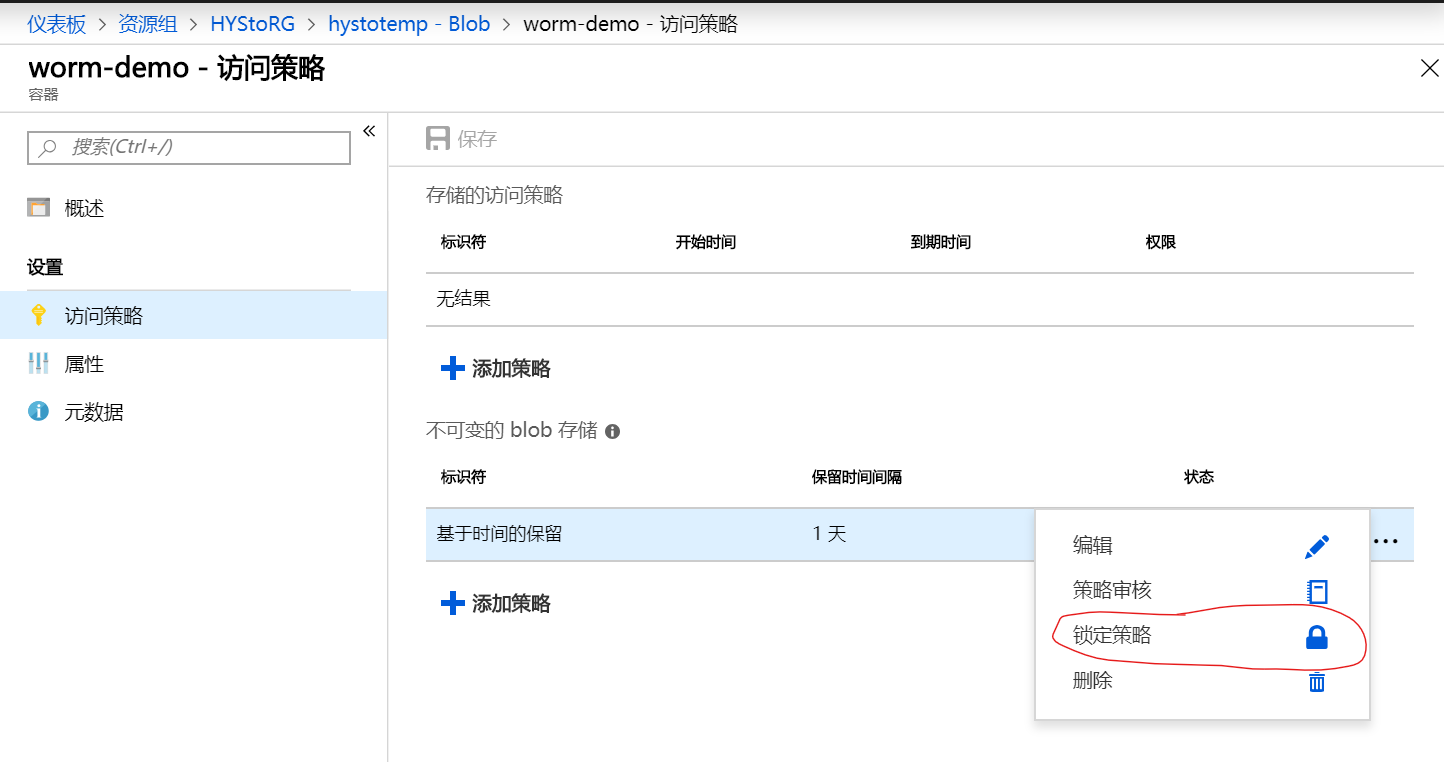 仪表板 > 资源组 > HYStoRG > hystotemp - Blob > worm-demo - 访问策略
worm-demo - 访问策略
容器
搜索(Ctrl+/)
概述
设置
访问策略
属性
元数据
保存
存储的访问策略
标识符 开始时间 到期时间 权限
无结果
添加策略
不可变的 blob 存储
标识符 保留时间间隔 状态
基于时间的保留 1 天 ...
编辑
策略审核
锁定策略
删除
添加策略